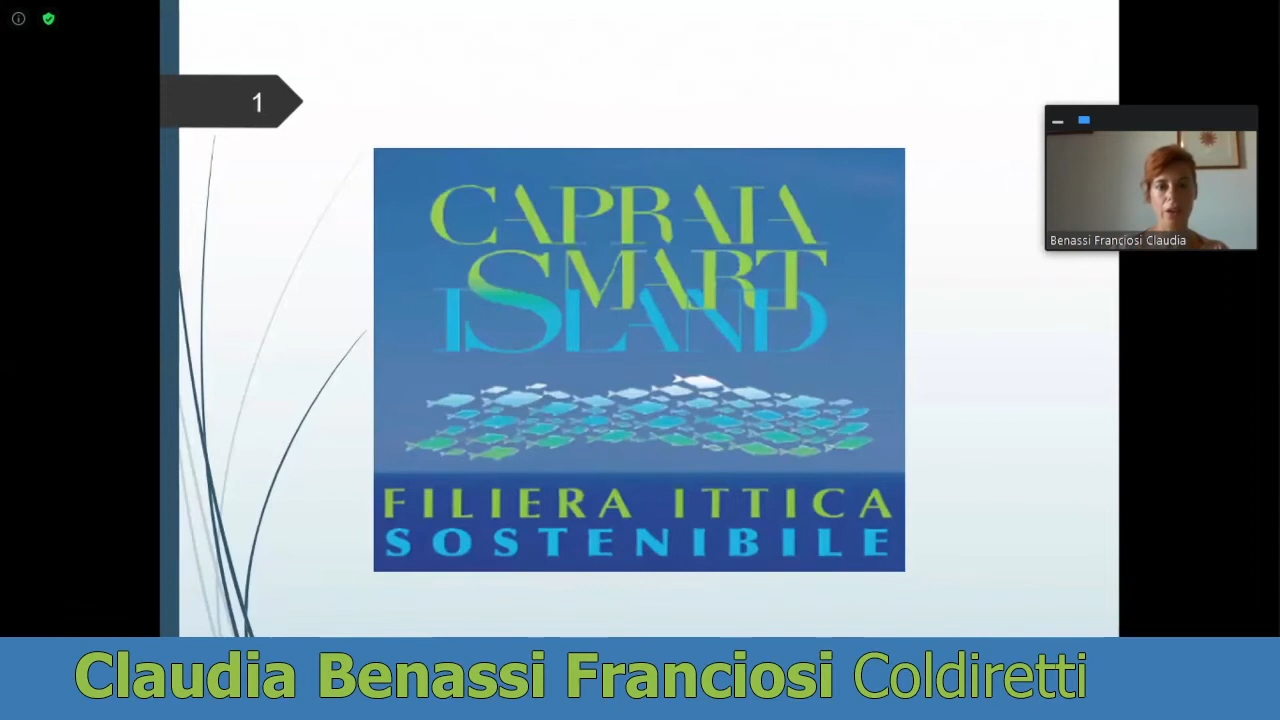 1
CAPRAIA
SMART
ISLAND
FILIERA ITTICA
SOSTENIBILE
Benassi Franciosi Claudia
Claudia Benassi Franciosi Coldiretti